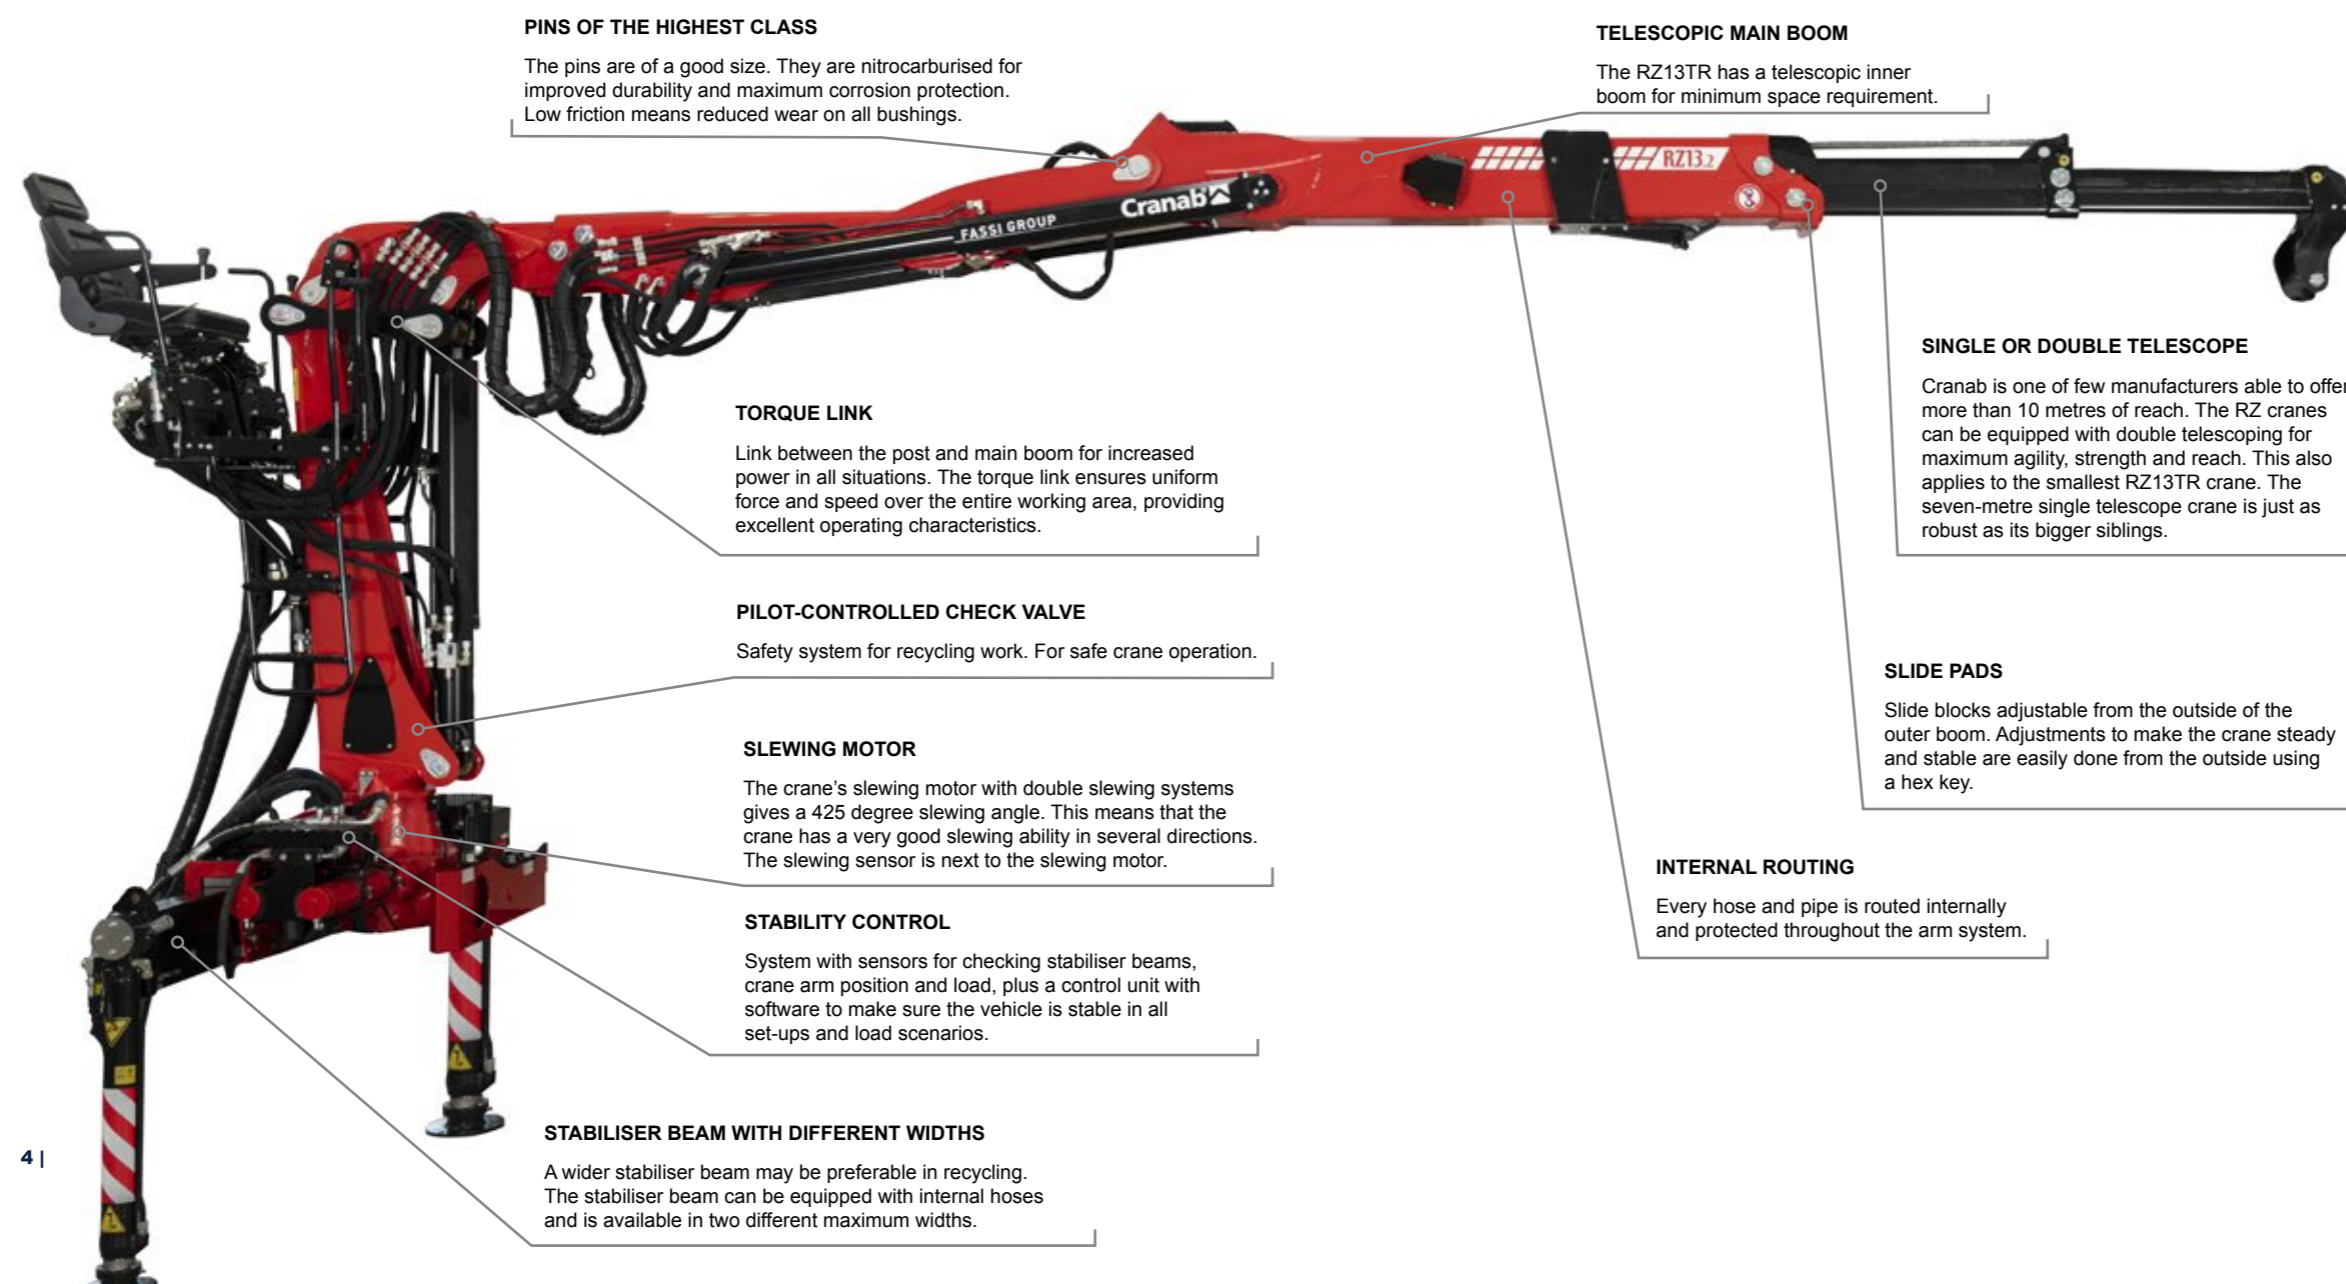 PINS OF THE HIGHEST CLASS
The pins are of a good size. They are nitrocarburised for
improved durability and maximum corrosion protection.
Low friction means reduced wear on all bushings.
TELESCOPIC MAIN BOOM
The RZ13TR has a telescopic inner
boom for minimum space requirement.
RZ13.2
Cranab
FASSI GROUP
SINGLE OR DOUBLE TELESCOPE
Cranab is one of few manufacturers able to offer
more than 10 metres of reach. The RZ cranes
can be equipped with double telescoping for
maximum agility, strength and reach. This also
applies to the smallest RZ13TR crane. The
seven-metre single telescope crane is just as
robust as its bigger siblings.
TORQUE LINK
Link between the post and main boom for increased
power in all situations. The torque link ensures uniform
force and speed over the entire working area, providing
excellent operating characteristics.
PILOT-CONTROLLED CHECK VALVE
Safety system for recycling work. For safe crane operation.
SLIDE PADS
Slide blocks adjustable from the outside of the
outer boom. Adjustments to make the crane steady
and stable are easily done from the outside using
a hex key.
SLEWING MOTOR
The crane’s slewing motor with double slewing systems
gives a 425 degree slewing angle. This means that the
crane has a very good slewing ability in several directions.
The slewing sensor is next to the slewing motor.
INTERNAL ROUTING
Every hose and pipe is routed internally
and protected throughout the arm system.
STABILITY CONTROL
System with sensors for checking stabiliser beams,
crane arm position and load, plus a control unit with
software to make sure the vehicle is stable in all
set-ups and load scenarios.
STABILISER BEAM WITH DIFFERENT WIDTHS
A wider stabiliser beam may be preferable in recycling.
The stabiliser beam can be equipped with internal hoses
and is available in two different maximum widths.
4 |